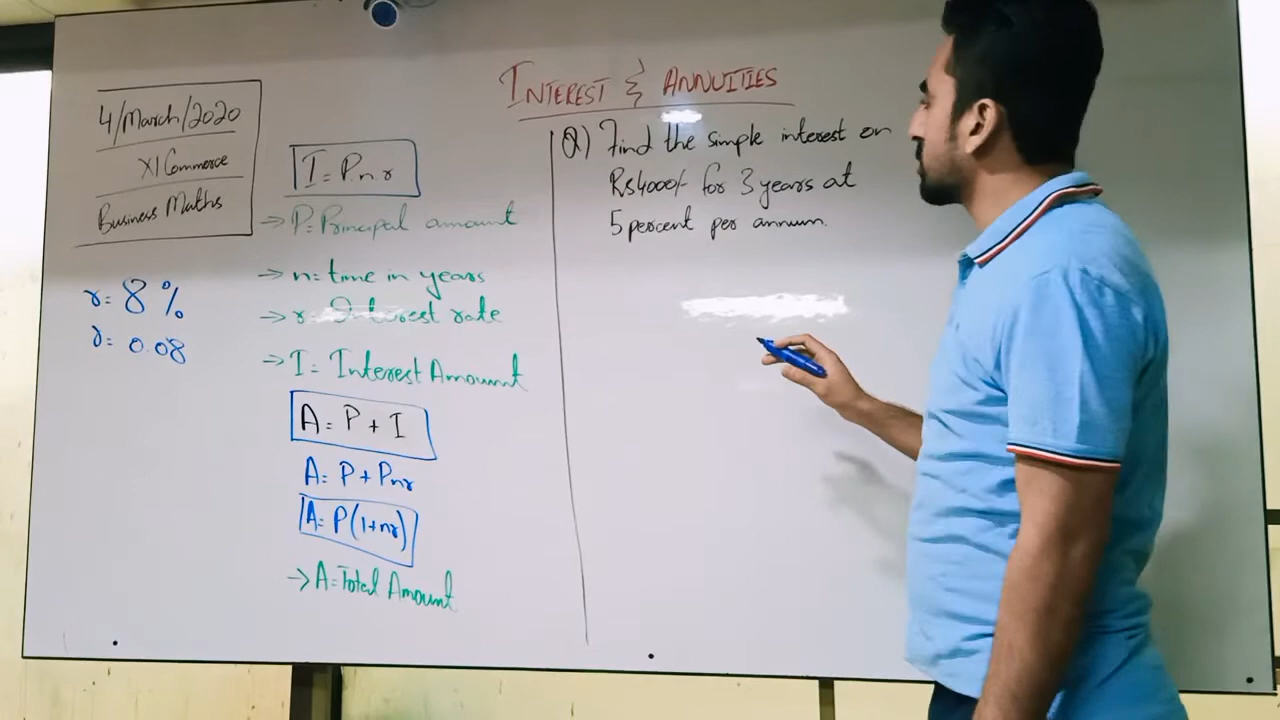 INTEREST & ANNUITIES
4/March/2020
XI Commerce
Business Maths
r= 8 %
r= 0.08
I= Pnr
→ P=Principal amount
→ n=time in years
→ r=Interest rate
→ I= Interest Amount
A= P + I
A= P+Pnr
A= P(1+nr)
→ A=Total Amount
Q) Find the simple interest on
Rs4000/- for 3 years at
5 percent per annum.